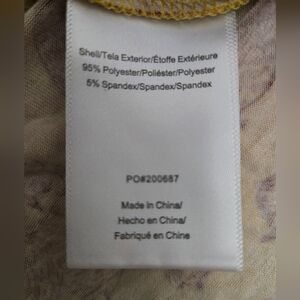 Shell/Tela Exterior/Étoffe Extérieure
95% Polyester/Poliéster/Polyester
5% Spandex/Spandex/Spandex
PO#200687
Made in China/
Hecho en China/
Fabriqué en Chine